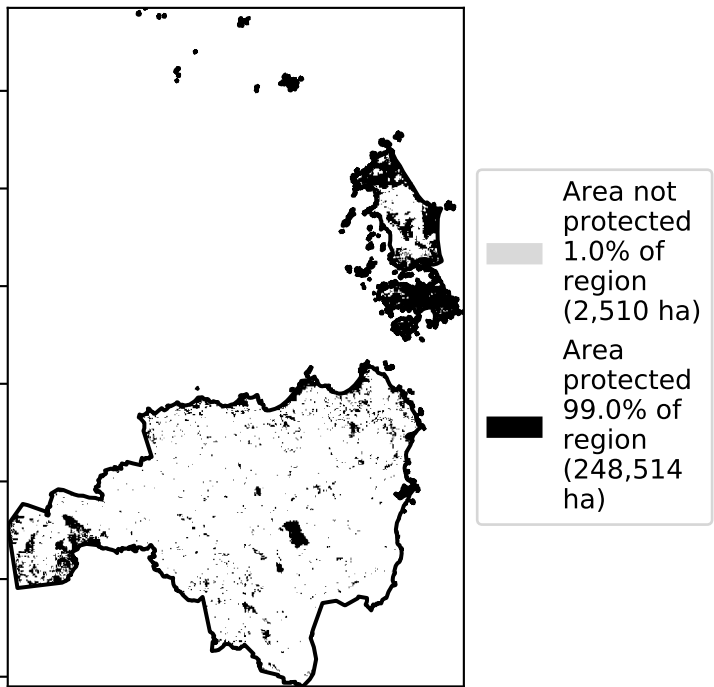 Area not
protected
1.0% of
region
(2,510 ha)
Area
protected
99.0% of
region
(248,514
ha)